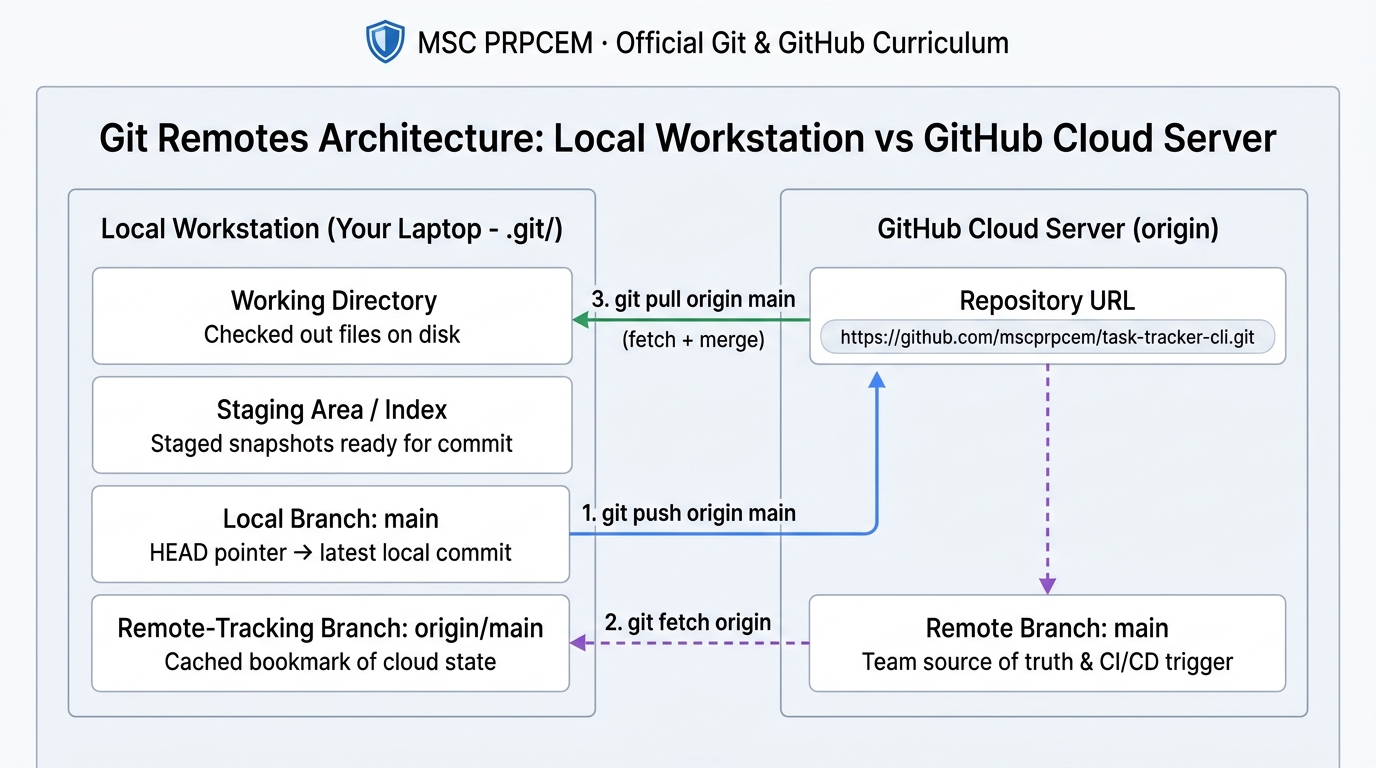 MSC PRPCEM · Official Git & GitHub Curriculum
Git Remotes Architecture: Local Workstation vs GitHub Cloud Server
Local Workstation (Your Laptop - .git/)
Working Directory
Checked out files on disk
Staging Area / Index
Staged snapshots ready for commit
Local Branch: main
HEAD pointer → latest local commit
Remote-Tracking Branch: origin/main
Cached bookmark of cloud state
3. git pull origin main
(fetch + merge)
1. git push origin main
2. git fetch origin
GitHub Cloud Server (origin)
Repository URL
https://github.com/mscprpcem/task-tracker-cli.git
Remote Branch: main
Team source of truth & CI/CD trigger